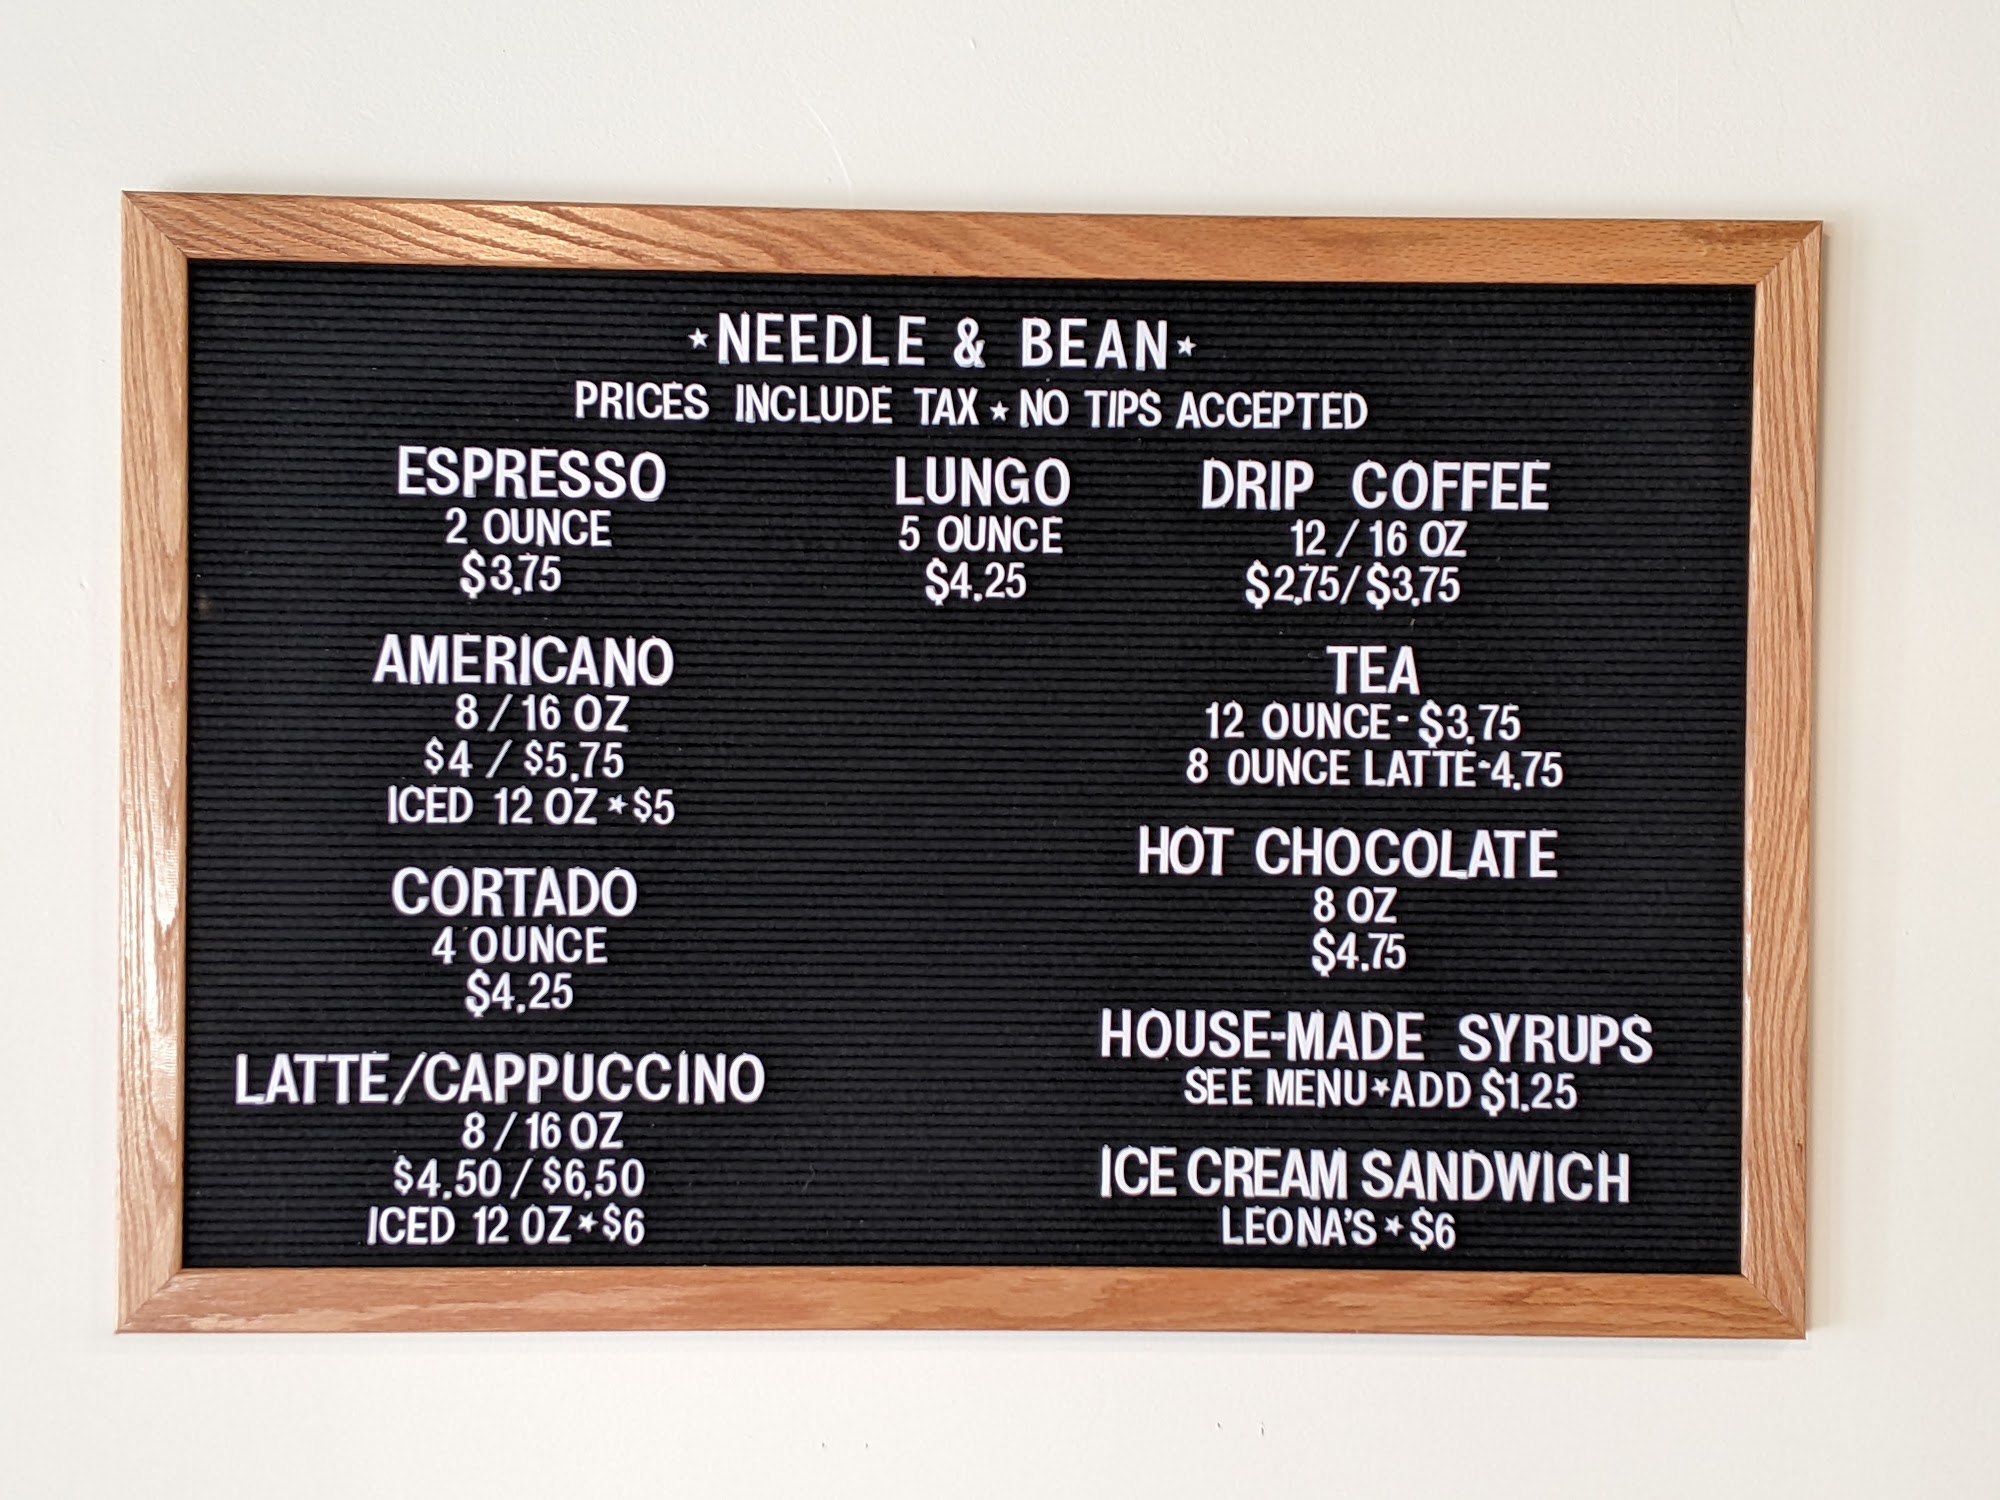 ★NEEDLE & BEAN★
PRICES INCLUDE TAX ★ NO TIPS ACCEPTED
ESPRESSO
2 OUNCE
$3.75
AMERICANO
8 / 16 OZ
$4 / $5.75
ICED 12 OZ ★ $5
CORTADO
4 OUNCE
$4.25
LATTE/CAPPUCCINO
8 / 16 OZ
$4.50 / $6.50
ICED 12 OZ ★ $6
LUNGO
5 OUNCE
$4.25
DRIP COFFEE
12 / 16 OZ
$2.75/$3.75
TEA
12 OUNCE- $3.75
8 OUNCE LATTE-4.75
HOT CHOCOLATE
8 OZ
$4.75
HOUSE-MADE SYRUPS
SEE MENU★ADD $1.25
ICE CREAM SANDWICH
LEONA'S ★ $6